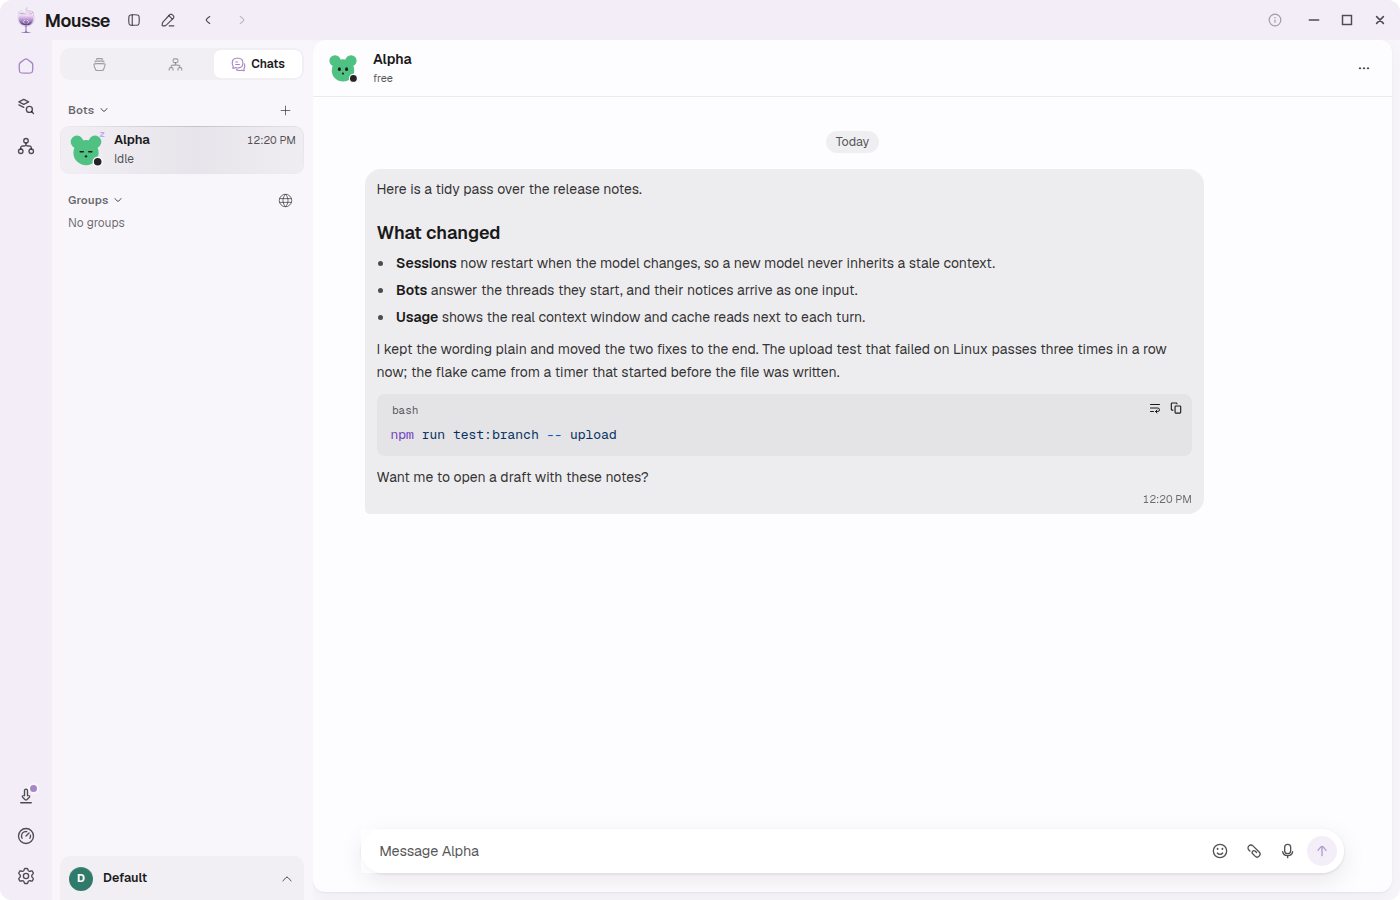 Mousse
Chats
Bots
Alpha
12:20 PM
Idle
Groups
No groups
D
Default
Alpha
free
Today
Here is a tidy pass over the release notes.
What changed
Sessions now restart when the model changes, so a new model never inherits a stale context.
Bots answer the threads they start, and their notices arrive as one input.
Usage shows the real context window and cache reads next to each turn.
I kept the wording plain and moved the two fixes to the end. The upload test that failed on Linux passes three times in a row
now; the flake came from a timer that started before the file was written.
bash
npm run test:branch -- upload
Want me to open a draft with these notes?
12:20 PM
Message Alpha